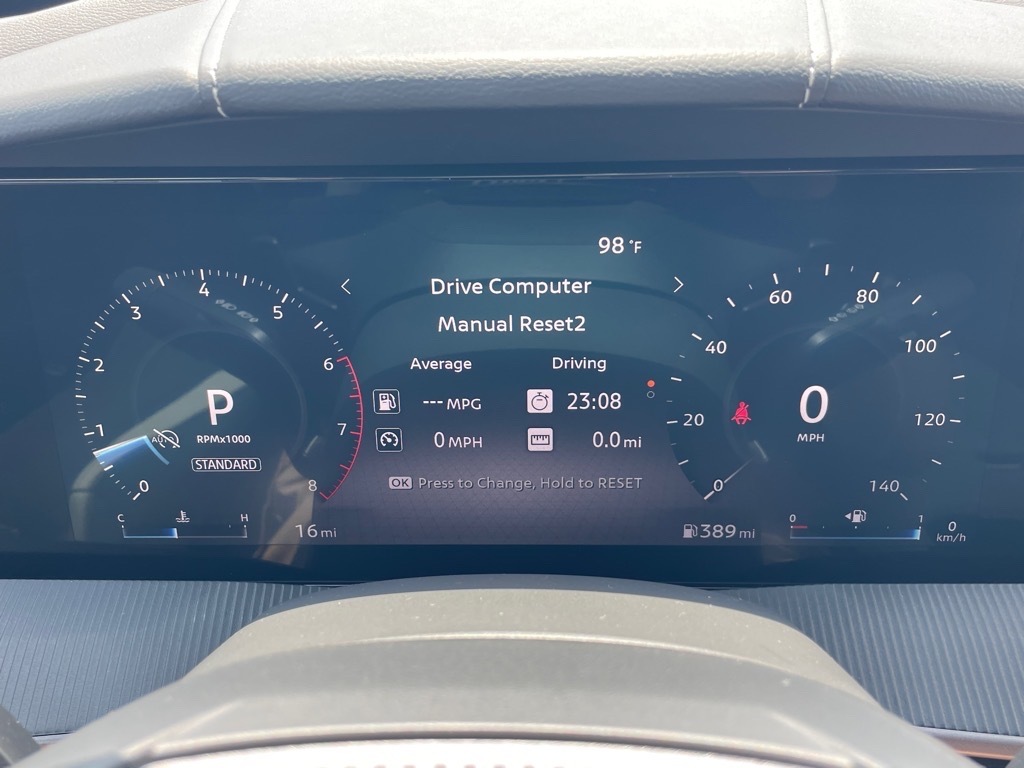 98 °F
< Drive Computer >
Manual Reset2
Average Driving
--- MPG 23:08
0 MPH 0.0 mi
OK Press to Change, Hold to RESET
0 1 2 3 4 5 6 7 8
P
AUTO
RPMx1000
STANDARD
C H
16 mi
0 20 40 60 80 100 120 140
0
MPH
389 mi
0 1
0
km/h